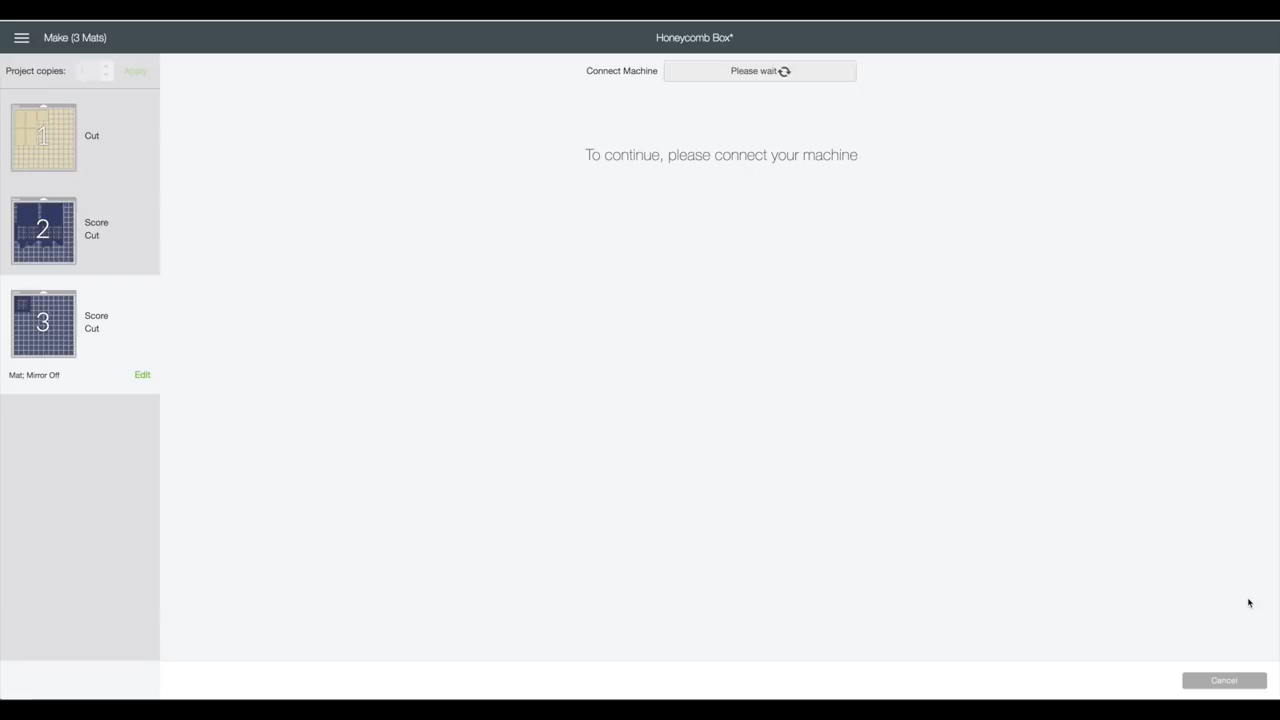 Make (3 Mats)
Honeycomb Box*
Project copies:
Apply
Connect Machine
Please wait
To continue, please connect your machine
1
Cut
2
Score
Cut
3
Score
Cut
Mat; Mirror Off
Edit
Cancel